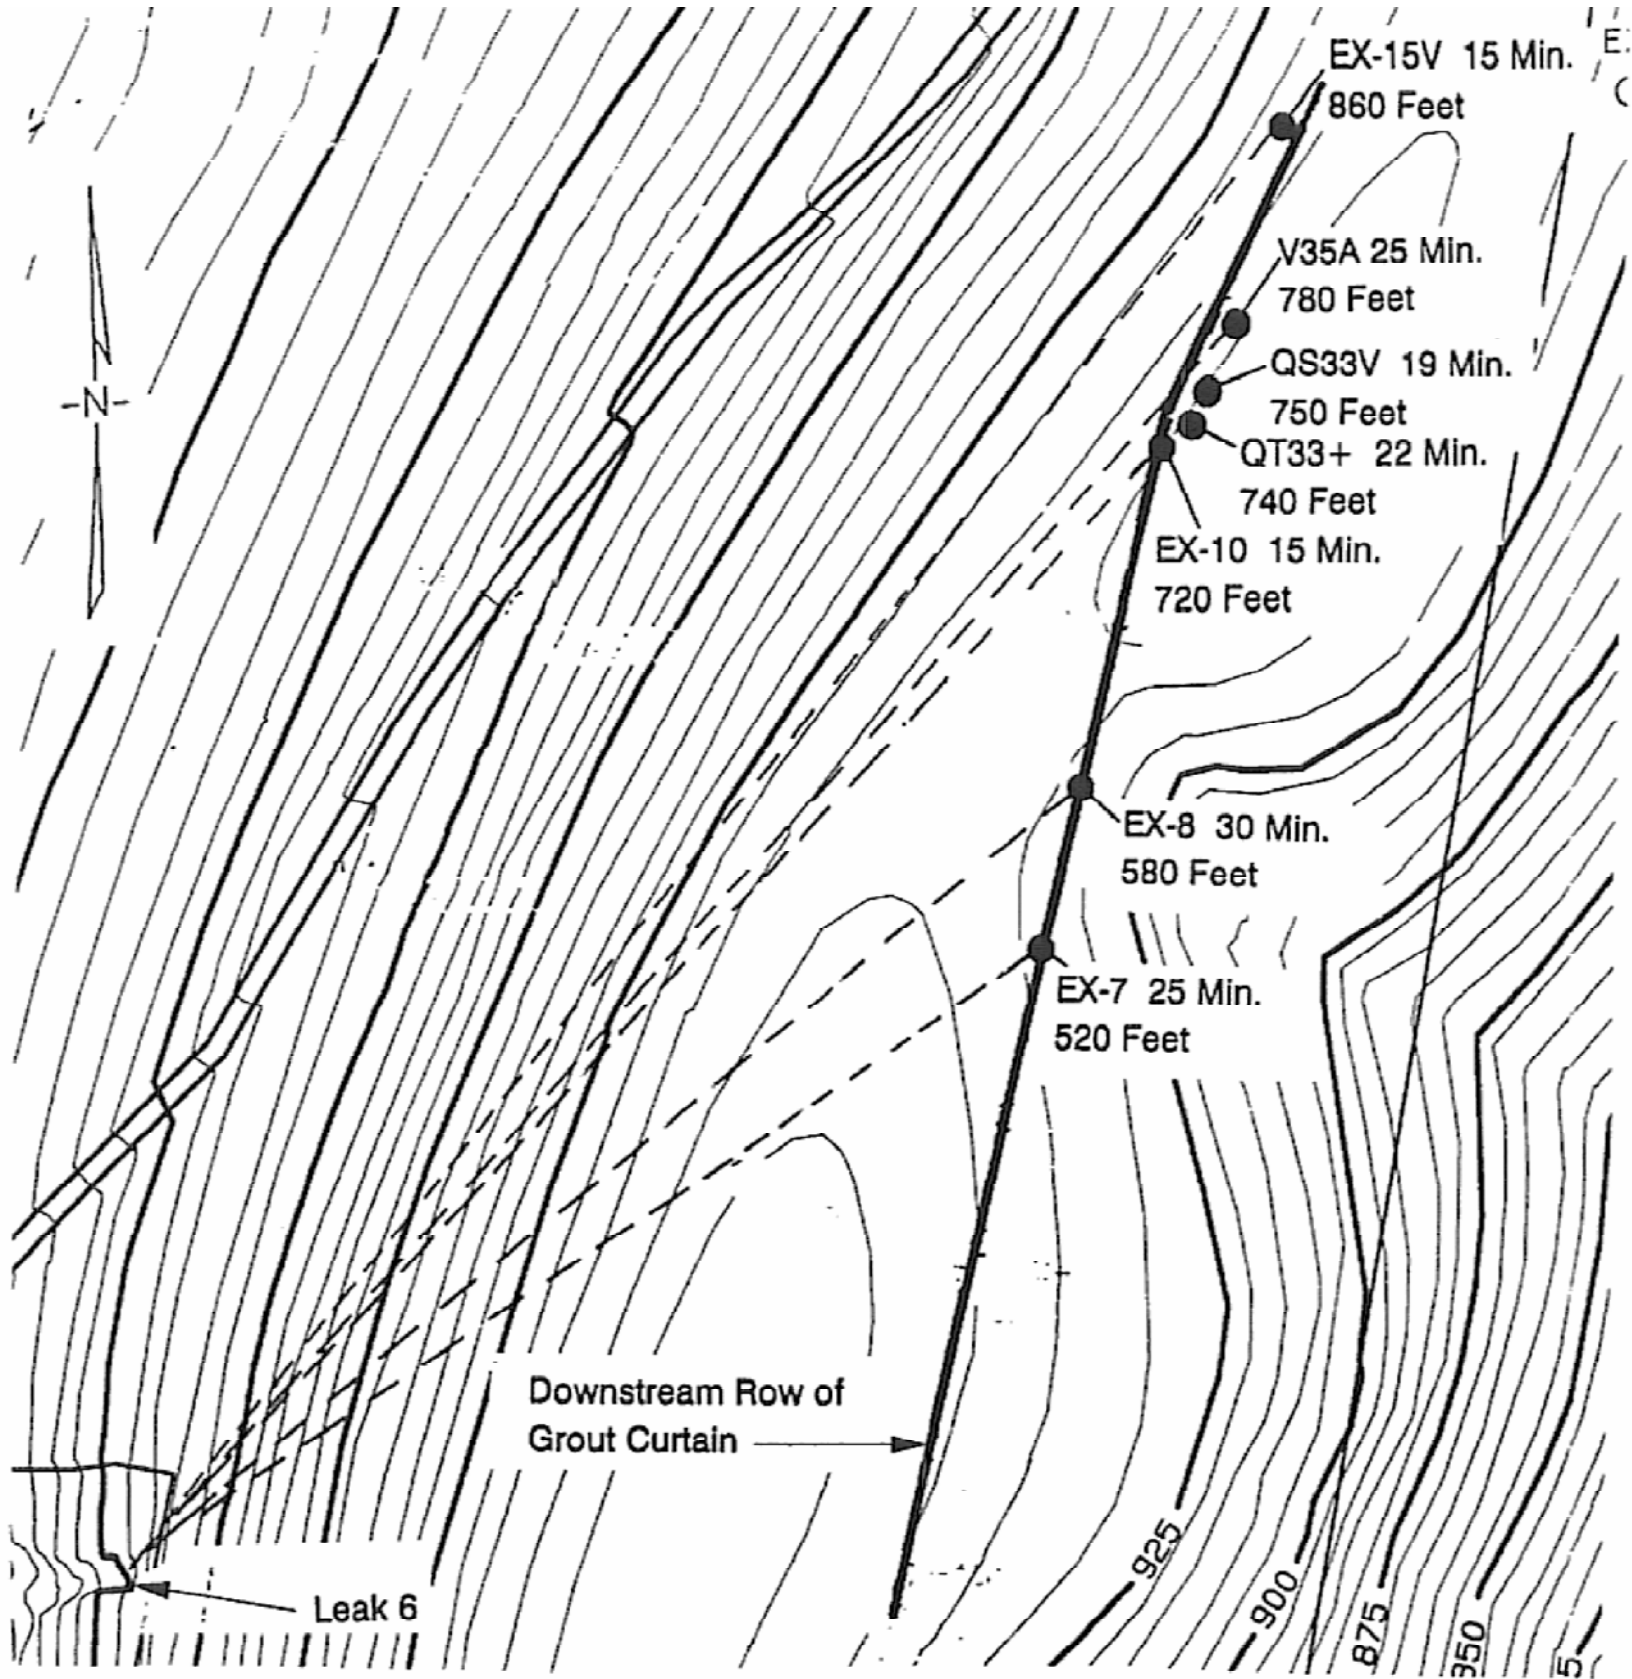 EX-15V 15 Min.
860 Feet
V35A 25 Min.
780 Feet
QS33V 19 Min.
750 Feet
-N-
QT33+ 22 Min.
740 Feet
EX-10 15 Min.
720 Feet
EX-8 30 Min.
580 Feet
EX-7 25 Min.
520 Feet
Downstream Row of
Grout Curtain
925
900
875
Leak 6